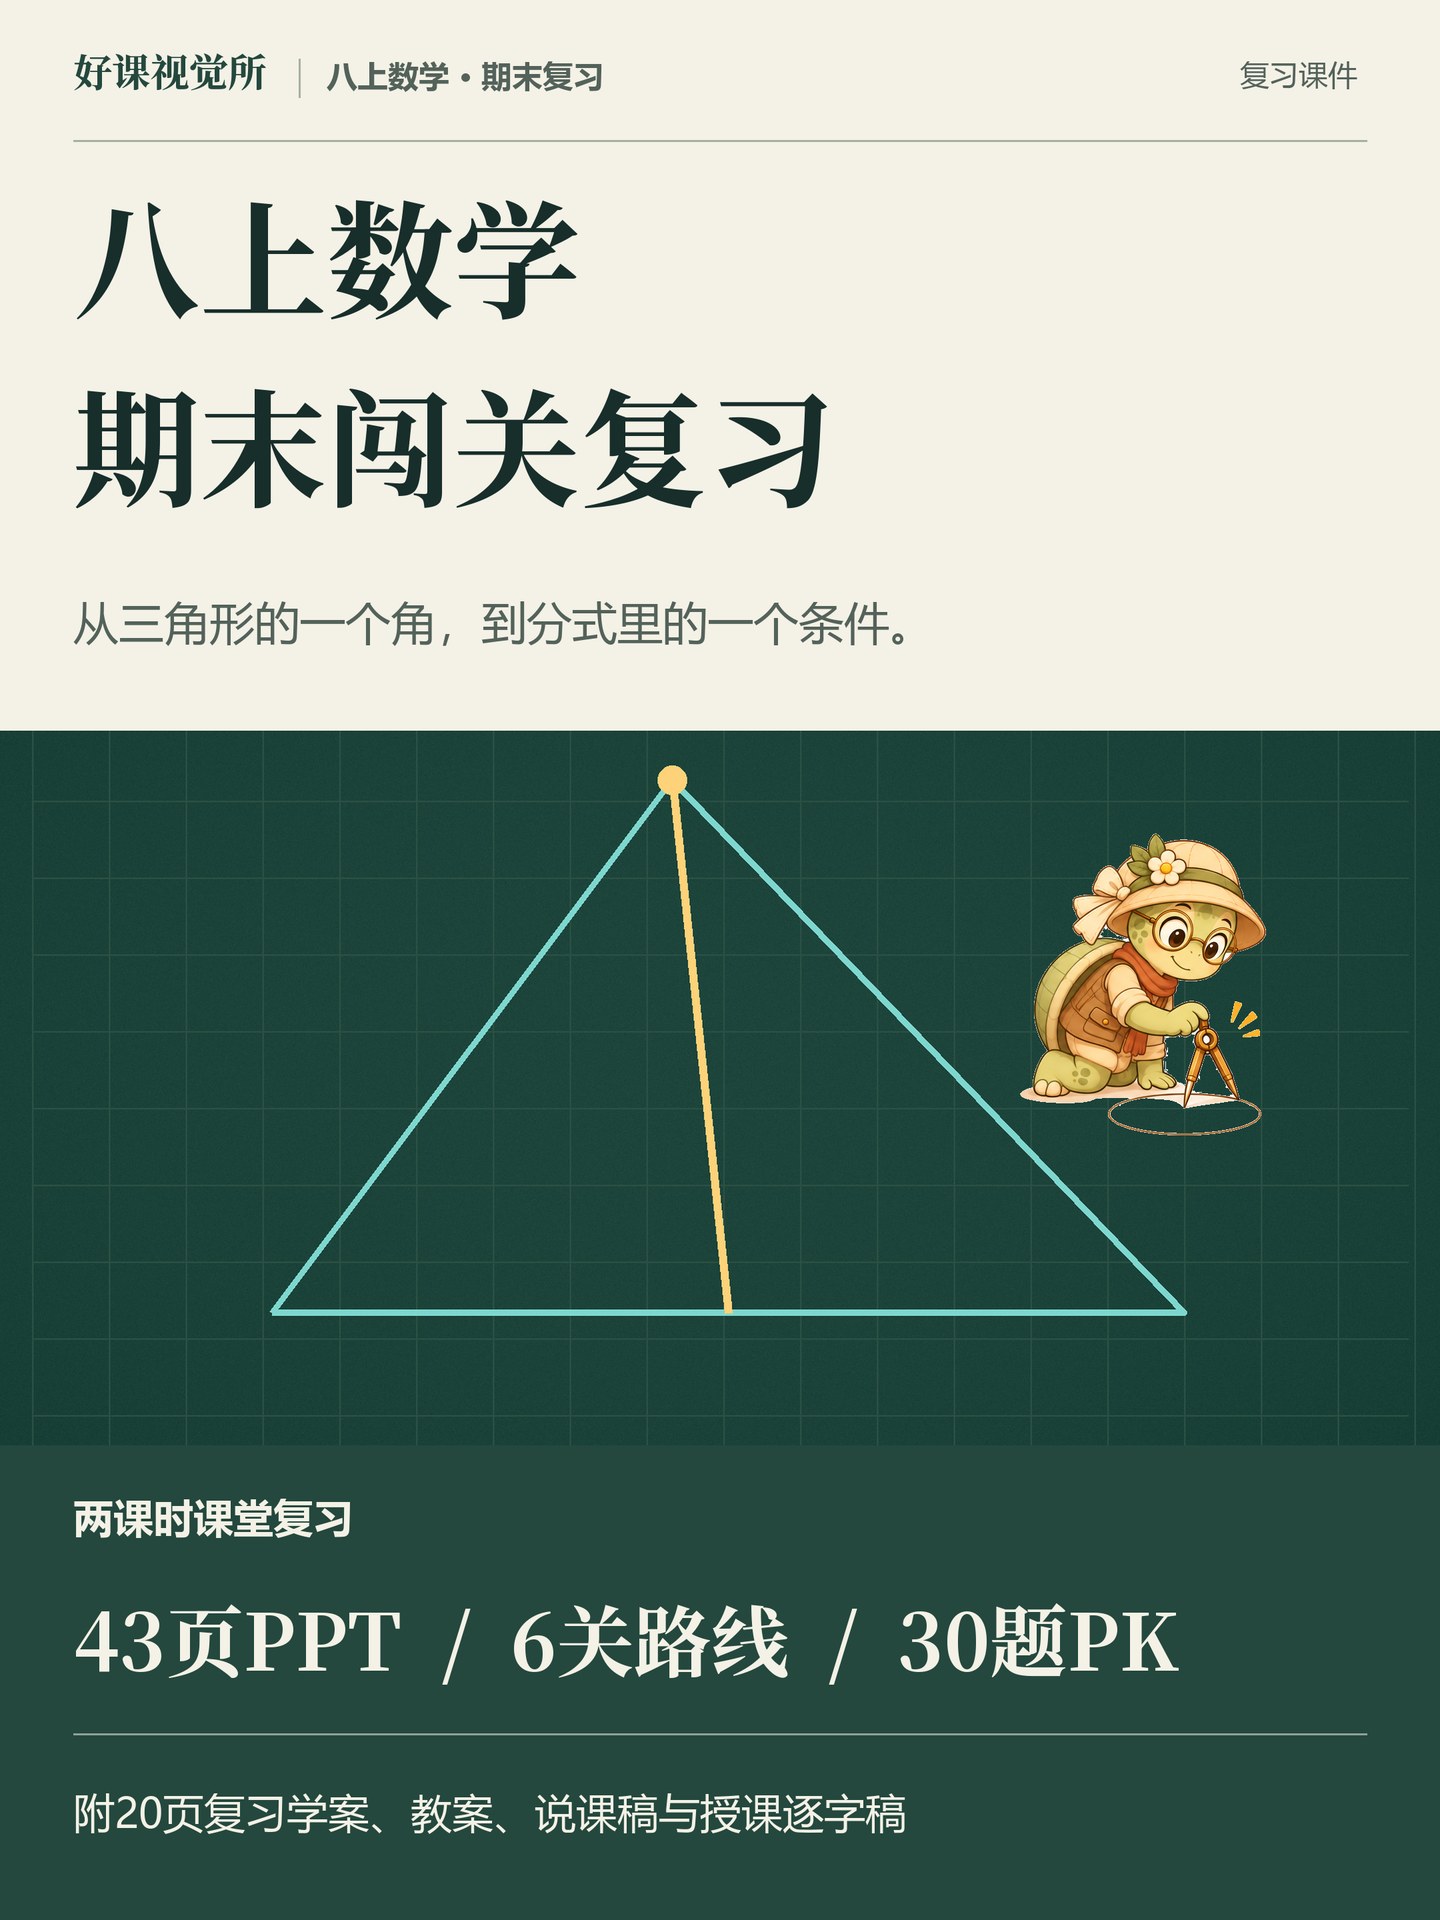 好课视觉所 | 八上数学·期末复习 复习课件
八上数学
期末闯关复习
从三角形的一个角，到分式里的一个条件。
两课时课堂复习
43页PPT / 6关路线 / 30题PK
附20页复习学案、教案、说课稿与授课逐字稿